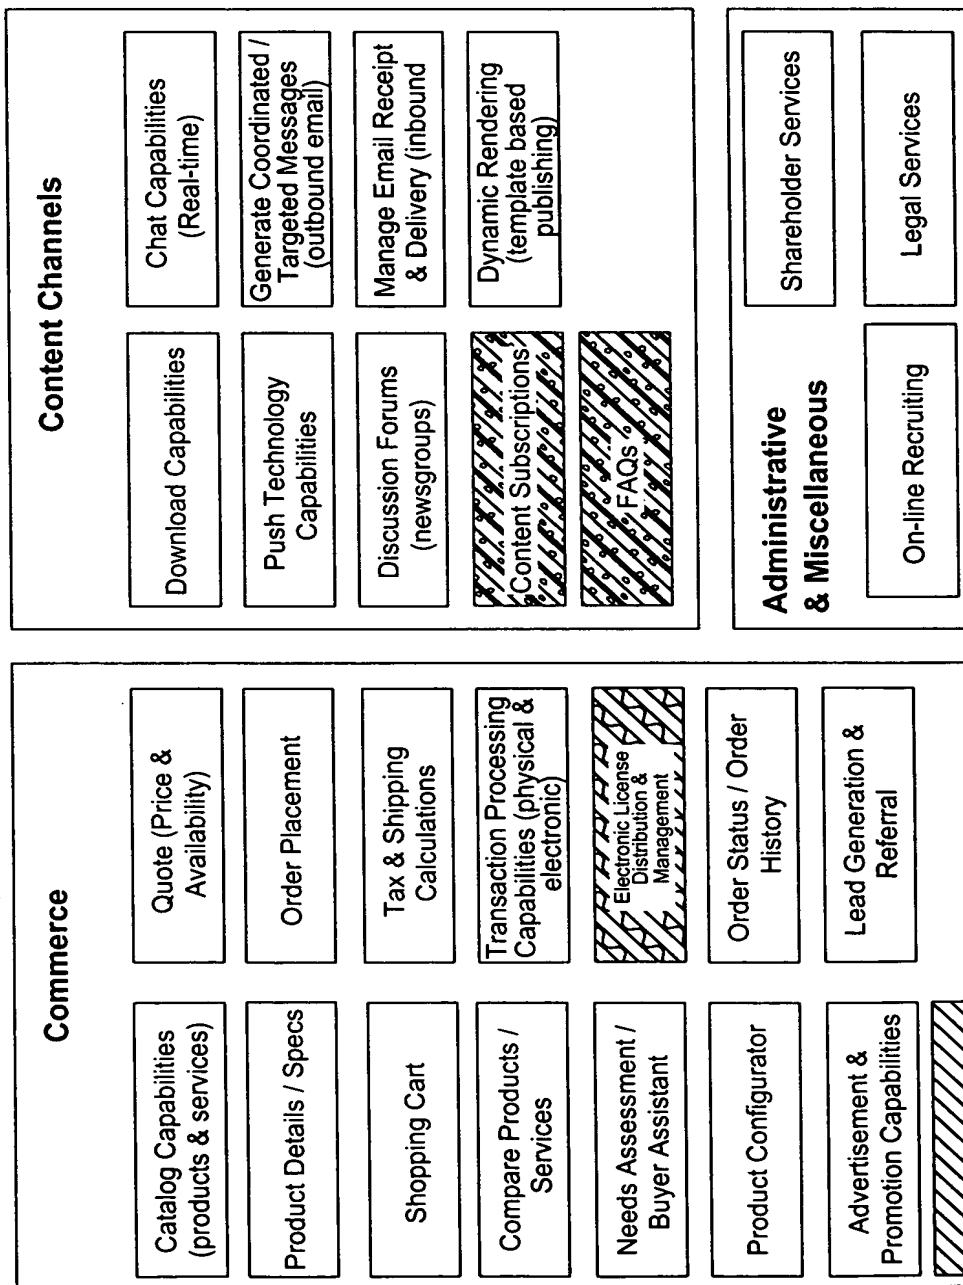 Commerce
Catalog Capabilities
(products & services)
Quote (Price &
Availability)
Product Details / Specs
Order Placement
Shopping Cart
Tax & Shipping
Calculations
Compare Products /
Services
Transaction Processing
Capabilities (physical &
electronic)
Needs Assessment /
Buyer Assistant
Electronic License
Distribution &
Management
Product Configurator
Order Status / Order
History
Advertisement &
Promotion Capabilities
Lead Generation &
Referral
Content Channels
Download Capabilities
Chat Capabilities
(Real-time)
Push Technology
Capabilities
Generate Coordinated /
Targeted Messages
(outbound email)
Discussion Forums
(newsgroups)
Manage Email Receipt
& Delivery (inbound
Content Subscriptions
Dynamic Rendering
(template based
publishing)
FAQs
Administrative
& Miscellaneous
Shareholder Services
On-line Recruiting
Legal Services